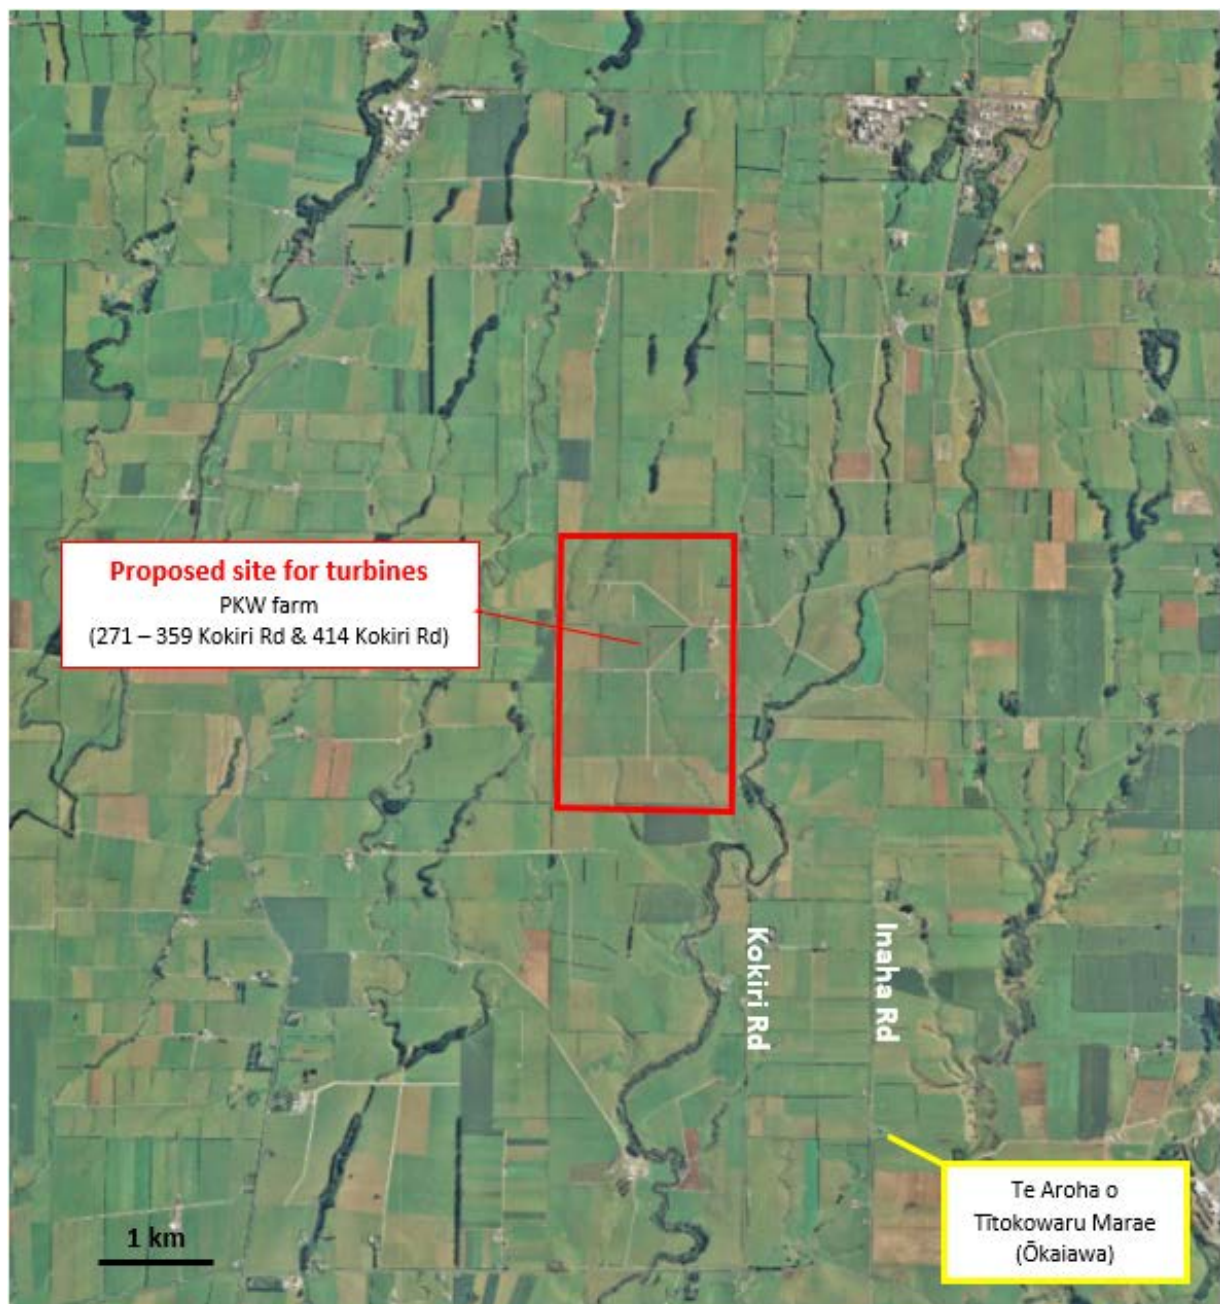 Proposed site for turbines
PKW farm
(271 – 359 Kokiri Rd & 414 Kokiri Rd)
Kokiri Rd
Inaha Rd
1 km
Te Aroha o
Tītokowaru Marae
(Ōkaiawa)